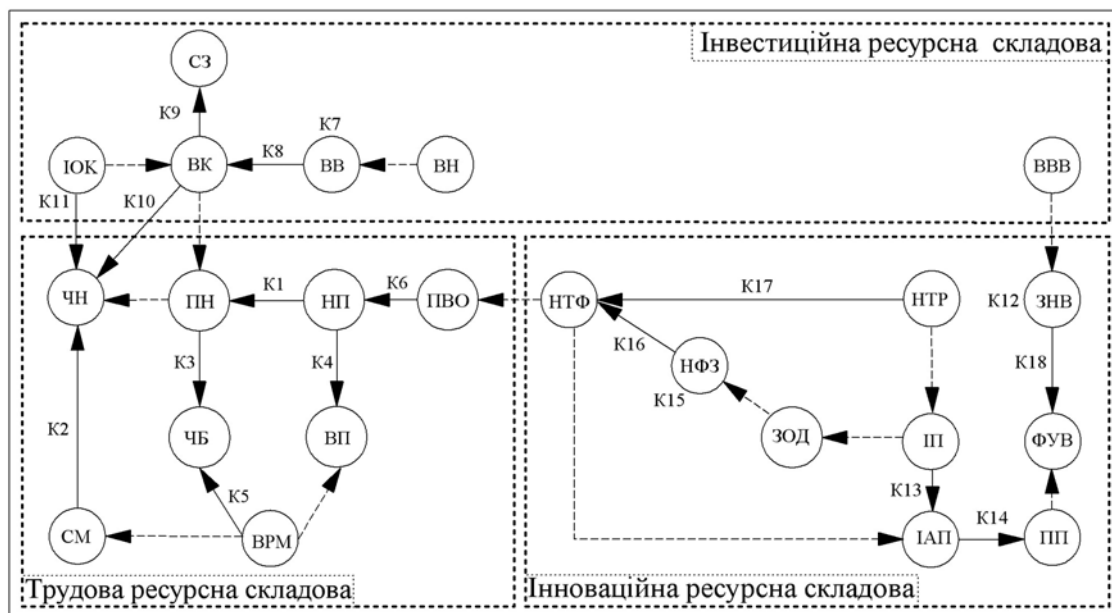 Інвестиційна ресурсна складова
СЗ
К9
К7
ІОК
ВК
К8
ВВ
ВН
ВВВ
К11
К10
ЧН
ПН
К1
НП
К6
ПВО
НТФ
К17
НТР
К12
ЗНВ
К3
К4
К16
НФЗ
К15
К18
К2
ЧБ
ВП
ЗОД
ІП
ФУВ
К5
К13
СМ
ВРМ
ІАП
К14
ПП
Трудова ресурсна складова
Інноваційна ресурсна складова